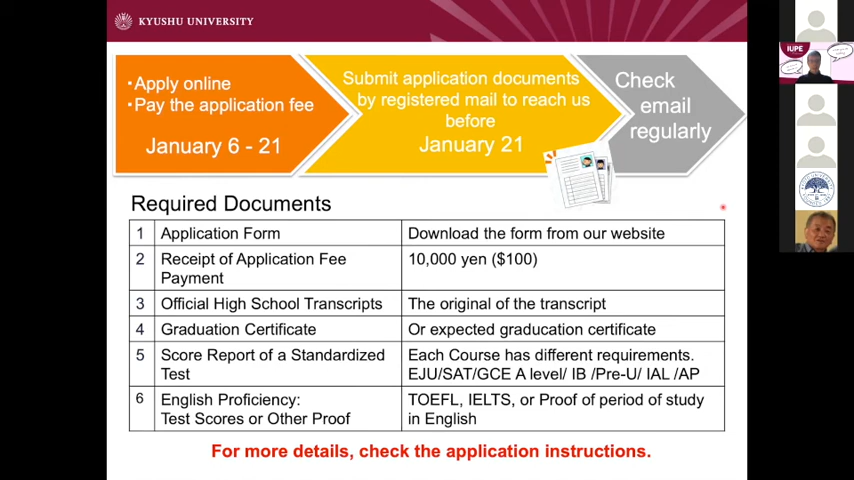 KYUSHU UNIVERSITY
・Apply online
・Pay the application fee
January 6 - 21
Submit application documents
by registered mail to reach us
before
January 21
Check
email
regularly
IUPE
Required Documents
1 Application Form Download the form from our website
2 Receipt of Application Fee 10,000 yen ($100)
Payment
3 Official High School Transcripts The original of the transcript
4 Graduation Certificate Or expected graducation certificate
5 Score Report of a Standardized Each Course has different requirements.
Test EJU/SAT/GCE A level/ IB /Pre-U/ IAL /AP
6 English Proficiency: TOEFL, IELTS, or Proof of period of study
Test Scores or Other Proof in English
For more details, check the application instructions.